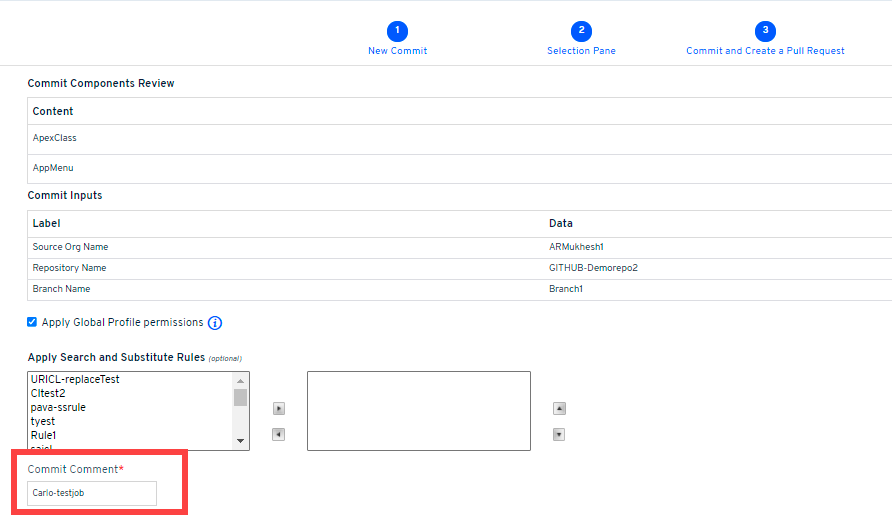 1 2 3
New Commit Selection Pane Commit and Create a Pull Request
Commit Components Review
Content
ApexClass
AppMenu
Commit Inputs
Label Data
Source Org Name ARMukhesh1
Repository Name GITHUB-Demorepo2
Branch Name Branch1
Apply Global Profile permissions i
Apply Search and Substitute Rules (optional)
URICL-replaceTest
CItest2
pava-ssrule
tyest
Rule1
Commit Comment*
Carlo-testjob